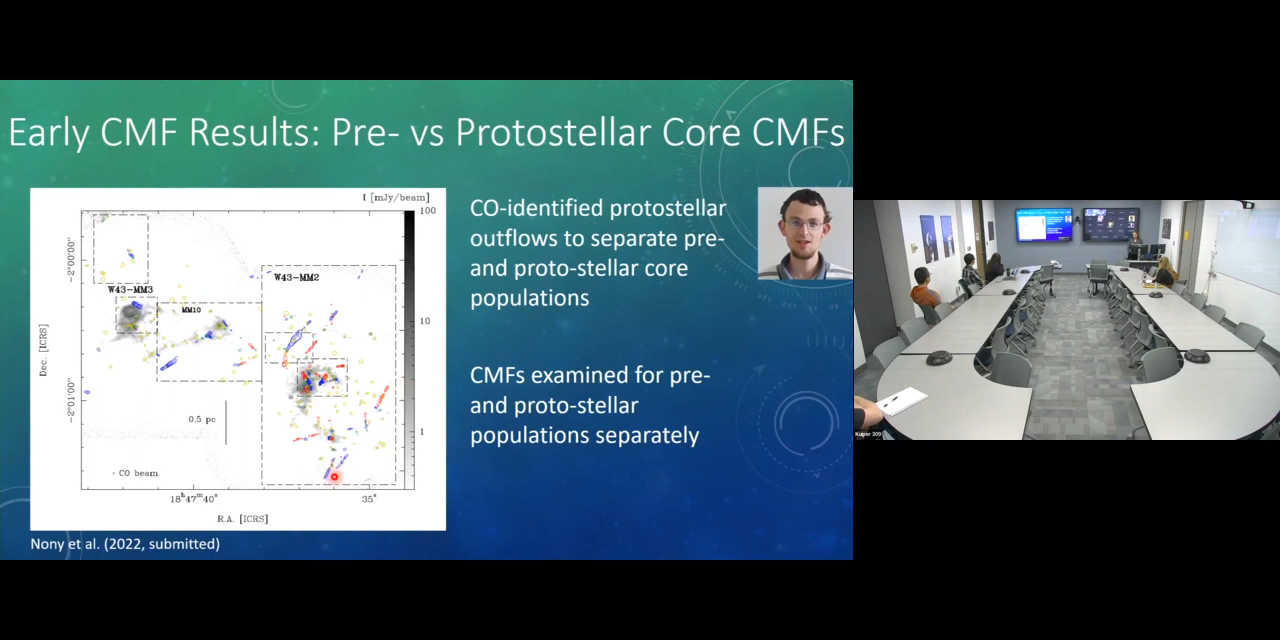 Early CMF Results: Pre- vs Protostellar Core CMFs
I [mJy/beam]
100
10
1
W43-MM3
MM10
W43-MM2
0.5 pc
CO beam
Dec. [ICRS]
-2°00'00"
-2°01'00"
18ʰ47ᵐ40ˢ
35ˢ
R.A. [ICRS]
Nony et al. (2022, submitted)
CO-identified protostellar
outflows to separate pre-
and proto-stellar core
populations
CMFs examined for pre-
and proto-stellar
populations separately
Kuiper 309